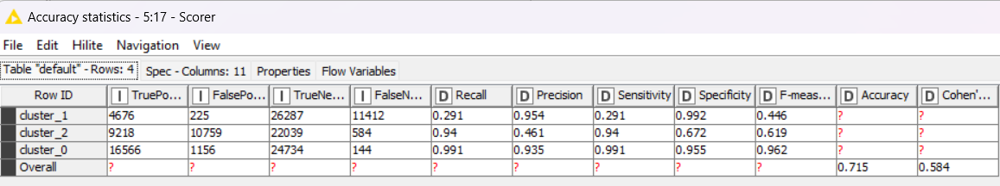 Accuracy statistics - 5:17 - Scorer
File Edit Hilite Navigation View
Table "default" - Rows: 4 Spec - Columns: 11 Properties Flow Variables
Row ID I TruePo... I FalsePo... I TrueNe... I FalseN... D Recall D Precision D Sensitivity D Specificity D F-meas... D Accuracy D Cohen'...
cluster_1 4676 225 26287 11412 0.291 0.954 0.291 0.992 0.446 ? ?
cluster_2 9218 10759 22039 584 0.94 0.461 0.94 0.672 0.619 ? ?
cluster_0 16566 1156 24734 144 0.991 0.935 0.991 0.955 0.962 ? ?
Overall ? ? ? ? ? ? ? ? ? 0.715 0.584